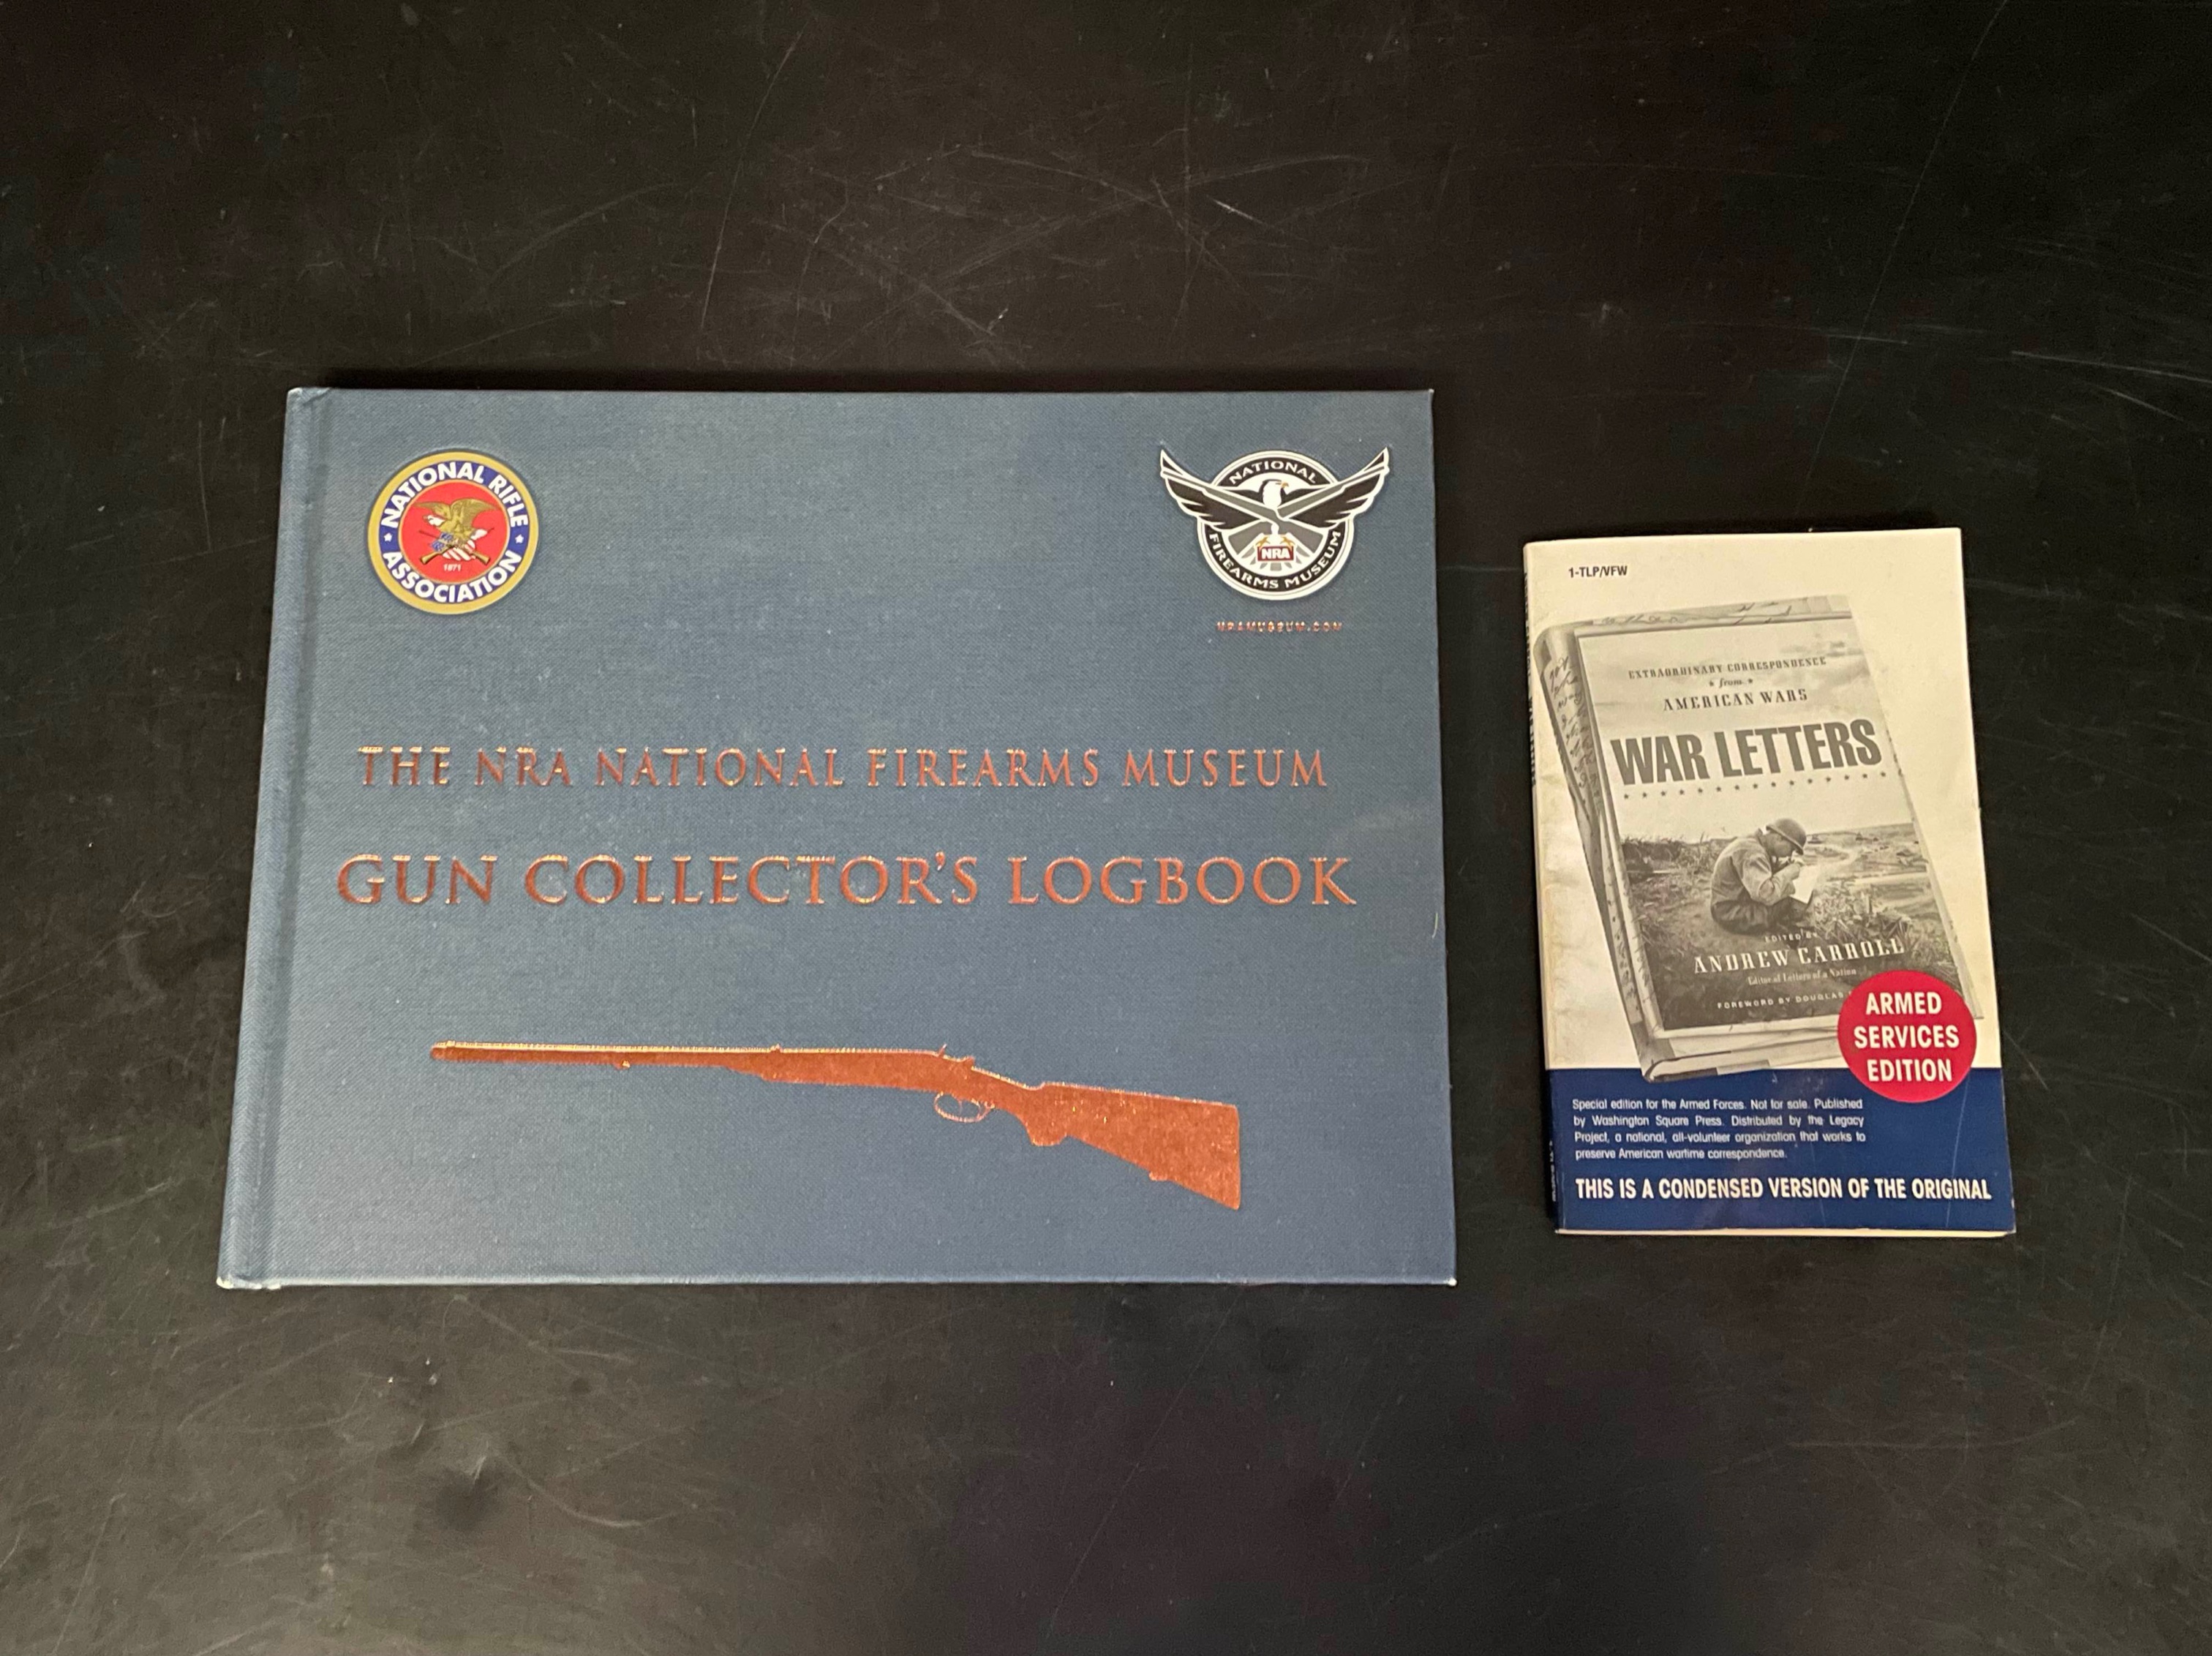 NATIONAL RIFLE
ASSOCIATION
1871
NATIONAL
NRA
FIREARMS MUSEUM
NRAMUSEUM.COM
THE NRA NATIONAL FIREARMS MUSEUM
GUN COLLECTOR'S LOGBOOK
1-TLP/VFW
EXTRAORDINARY CORRESPONDENCE
from
AMERICAN WARS
WAR LETTERS
EDITED BY
ANDREW CARROLL
Editor of Letters of a Nation
FOREWORD BY DOUGLAS
ARMED
SERVICES
EDITION
Special edition for the Armed Forces. Not for sale. Published
by Washington Square Press. Distributed by the Legacy
Project, a national, all-volunteer organization that works to
preserve American wartime correspondence.
THIS IS A CONDENSED VERSION OF THE ORIGINAL